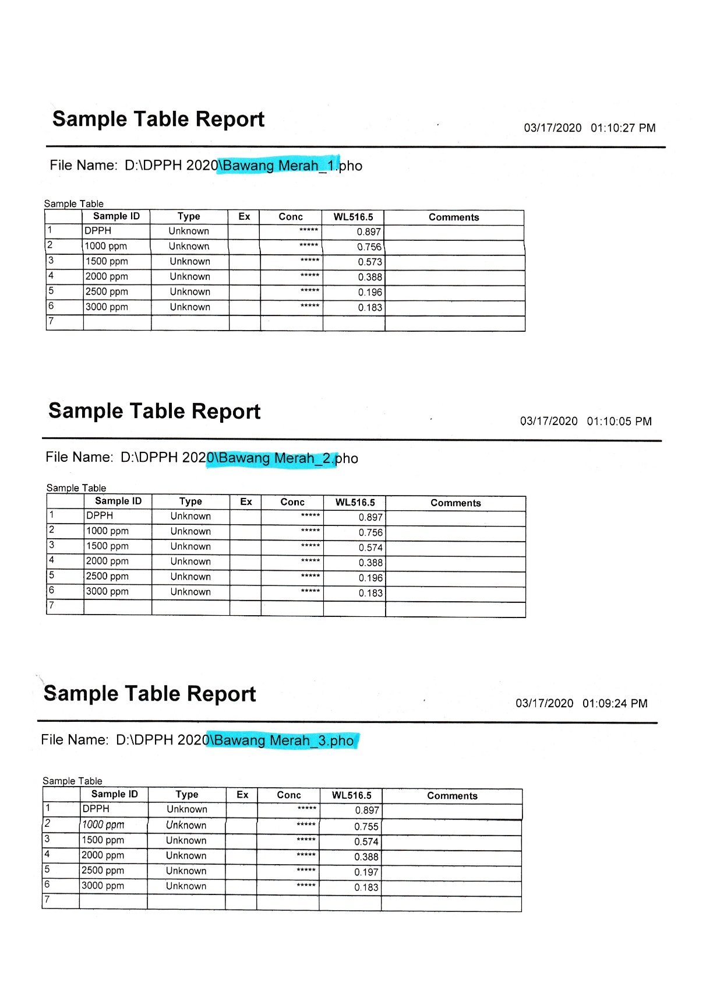 Sample Table Report
03/17/2020 01:10:27 PM
File Name: D:\DPPH 2020\Bawang Merah_1.pho
Sample Table
Sample ID Type Ex Conc WL516.5 Comments
1 DPPH Unknown ***** 0.897
2 1000 ppm Unknown ***** 0.756
3 1500 ppm Unknown ***** 0.573
4 2000 ppm Unknown ***** 0.388
5 2500 ppm Unknown ***** 0.196
6 3000 ppm Unknown ***** 0.183
7
Sample Table Report
03/17/2020 01:10:05 PM
File Name: D:\DPPH 2020\Bawang Merah_2.pho
Sample Table
Sample ID Type Ex Conc WL516.5 Comments
1 DPPH Unknown ***** 0.897
2 1000 ppm Unknown ***** 0.756
3 1500 ppm Unknown ***** 0.574
4 2000 ppm Unknown ***** 0.388
5 2500 ppm Unknown ***** 0.196
6 3000 ppm Unknown ***** 0.183
7
Sample Table Report
03/17/2020 01:09:24 PM
File Name: D:\DPPH 2020\Bawang Merah_3.pho
Sample Table
Sample ID Type Ex Conc WL516.5 Comments
1 DPPH Unknown ***** 0.897
2 1000 ppm Unknown ***** 0.755
3 1500 ppm Unknown ***** 0.574
4 2000 ppm Unknown ***** 0.388
5 2500 ppm Unknown ***** 0.197
6 3000 ppm Unknown ***** 0.183
7